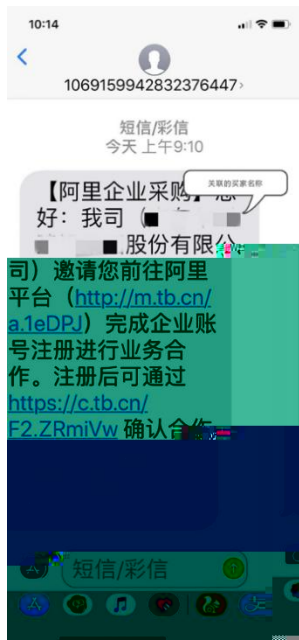 10:14
1069159942832376447
短信/彩信
今天 上午9:10
关联的买家名称
【阿里企业采购】您
好：我司（
股份有限公
司）邀请您前往阿里
平台（http://m.tb.cn/
a.1eDPJ）完成企业账
号注册进行业务合
作。注册后可通过
https://c.tb.cn/
F2.ZRmiVw 确认合作
短信/彩信